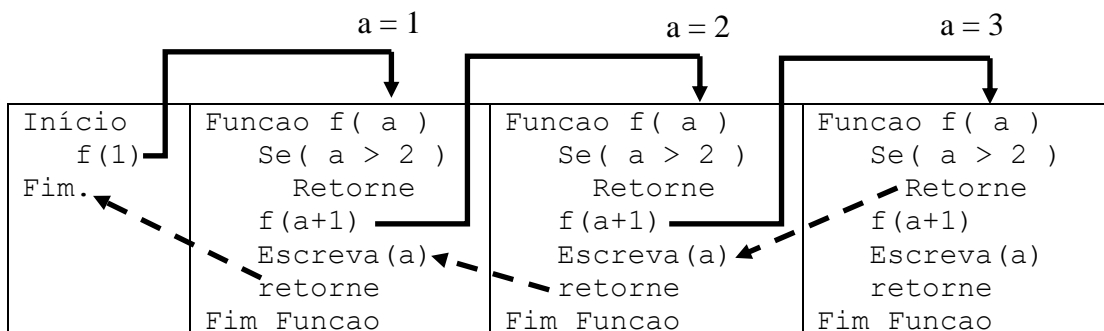 a = 1
a = 2
a = 3
Início
f(1)
Fim.
Funcao f( a )
Se( a > 2 )
Retorne
f(a+1)
Escreva(a)
retorne
Fim Funcao
Funcao f( a )
Se( a > 2 )
Retorne
f(a+1)
Escreva(a)
retorne
Fim Funcao
Funcao f( a )
Se( a > 2 )
Retorne
f(a+1)
Escreva(a)
retorne
Fim Funcao